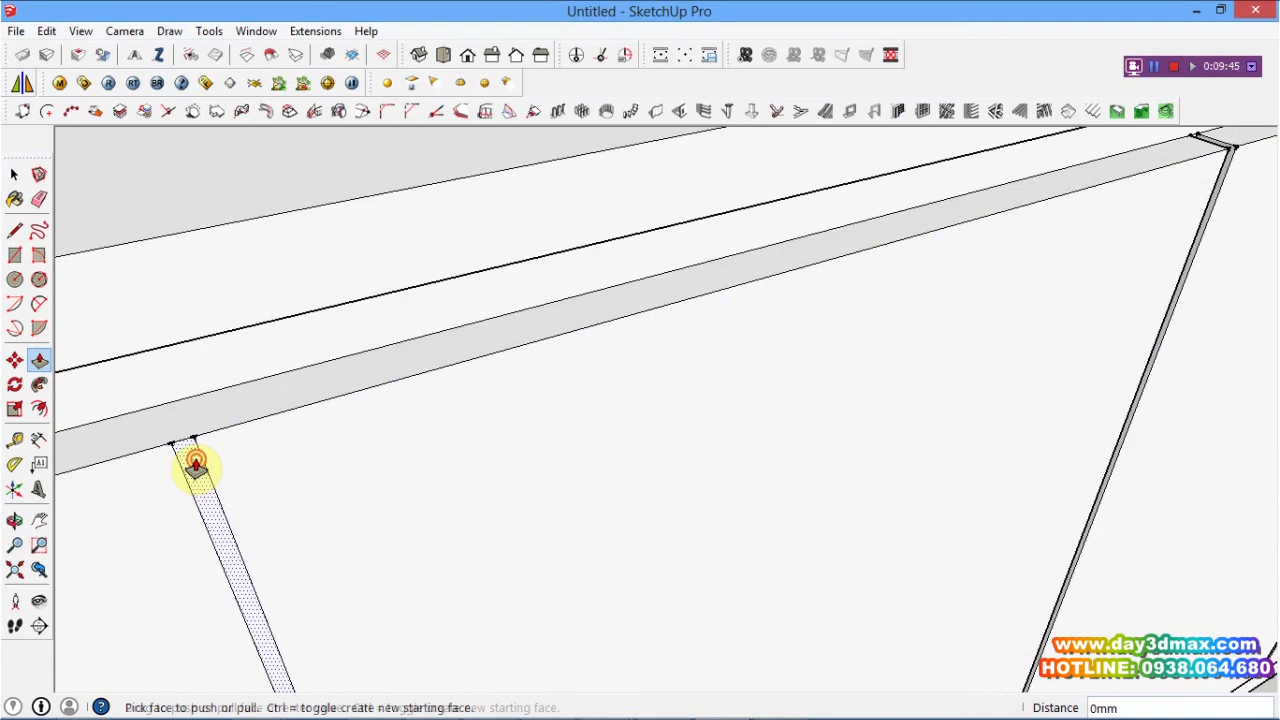 Untitled - SketchUp Pro
File Edit View Camera Draw Tools Window Extensions Help
0:09:45
www.day3dmax.com
HOTLINE: 0938.064.680
Pick face to push or pull. Ctrl = toggle create new starting face.
Distance 0mm